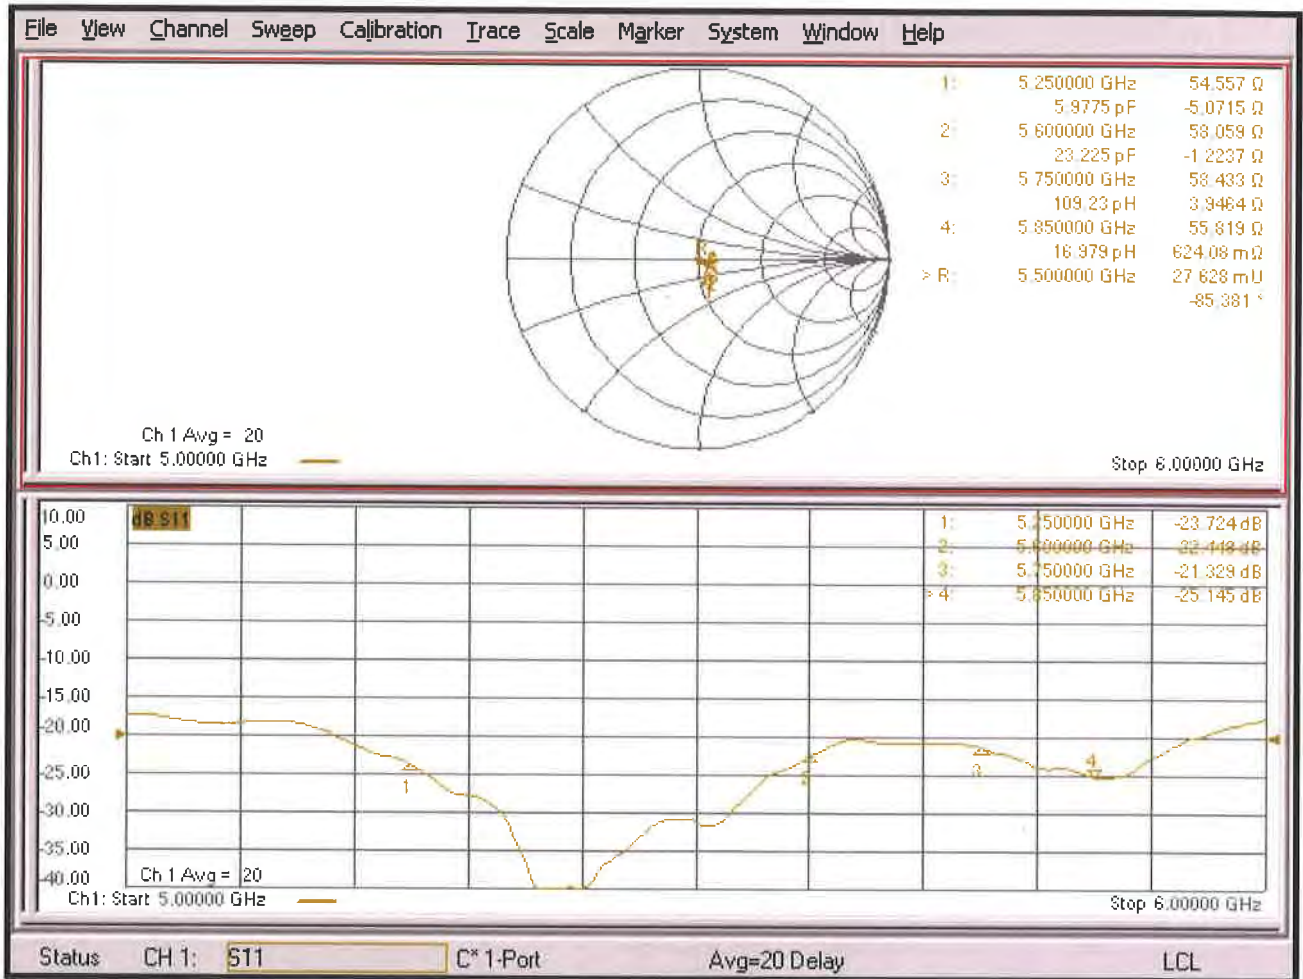 File View Channel Sweep Calibration Trace Scale Marker System Window Help
1: 5.250000 GHz 54.557 Ω
5.9775 pF -5.0715 Ω
2: 5.600000 GHz 58.059 Ω
23.225 pF -1.2237 Ω
3: 5.750000 GHz 58.433 Ω
109.23 pH 3.9464 Ω
4: 5.850000 GHz 55.819 Ω
16.979 pH 624.08 mΩ
> R: 5.500000 GHz 27.628 mU
-85.381 °
R
Ch 1 Avg = 20
Ch1: Start 5.00000 GHz
Stop 6.00000 GHz
10.00
dB S11
5.00
0.00
-5.00
-10.00
-15.00
-20.00
-25.00
-30.00
-35.00
-40.00
1: 5.250000 GHz -23.724 dB
2: 5.600000 GHz -22.448 dB
3: 5.750000 GHz -21.329 dB
> 4: 5.850000 GHz -25.145 dB
1
2
3
4
Ch 1 Avg = 20
Ch1: Start 5.00000 GHz
Stop 6.00000 GHz
Status CH 1: S11 C* 1-Port Avg=20 Delay LCL